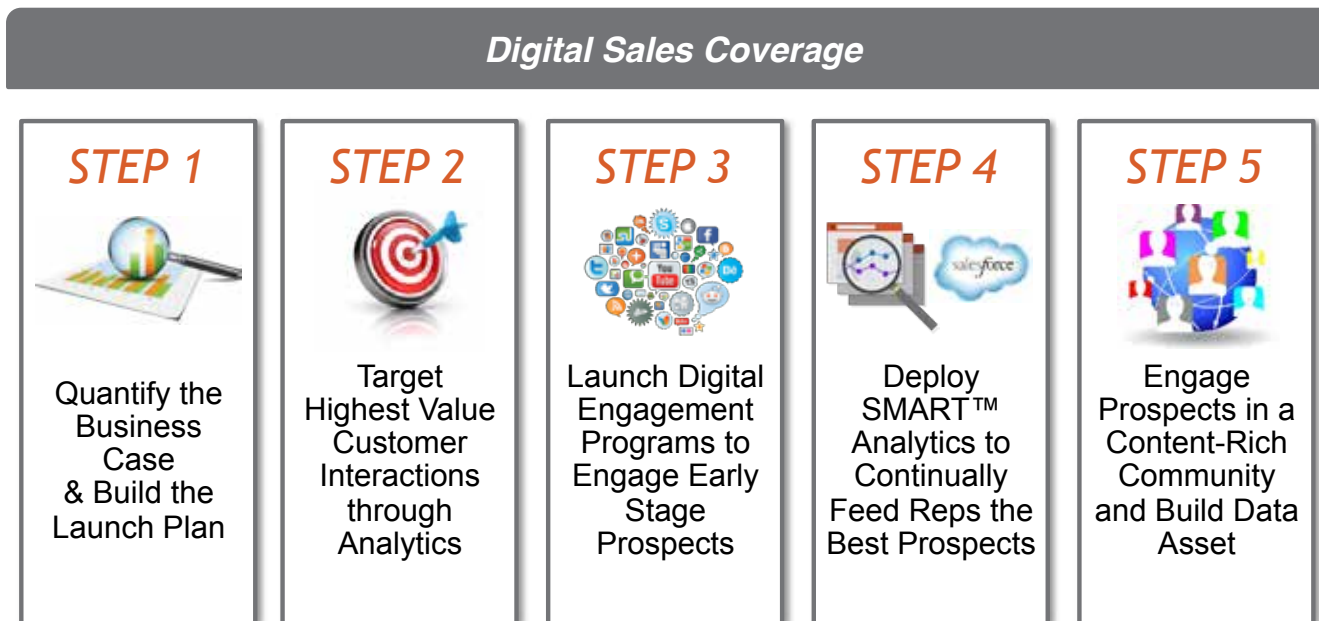 Digital Sales Coverage
STEP 1
Quantify the
Business
Case
& Build the
Launch Plan
STEP 2
Target
Highest Value
Customer
Interactions
through
Analytics
STEP 3
You
Tube
Launch Digital
Engagement
Programs to
Engage Early
Stage
Prospects
STEP 4
salesforce
Deploy
SMART™
Analytics to
Continually
Feed Reps the
Best Prospects
STEP 5
Engage
Prospects in a
Content-Rich
Community
and Build Data
Asset